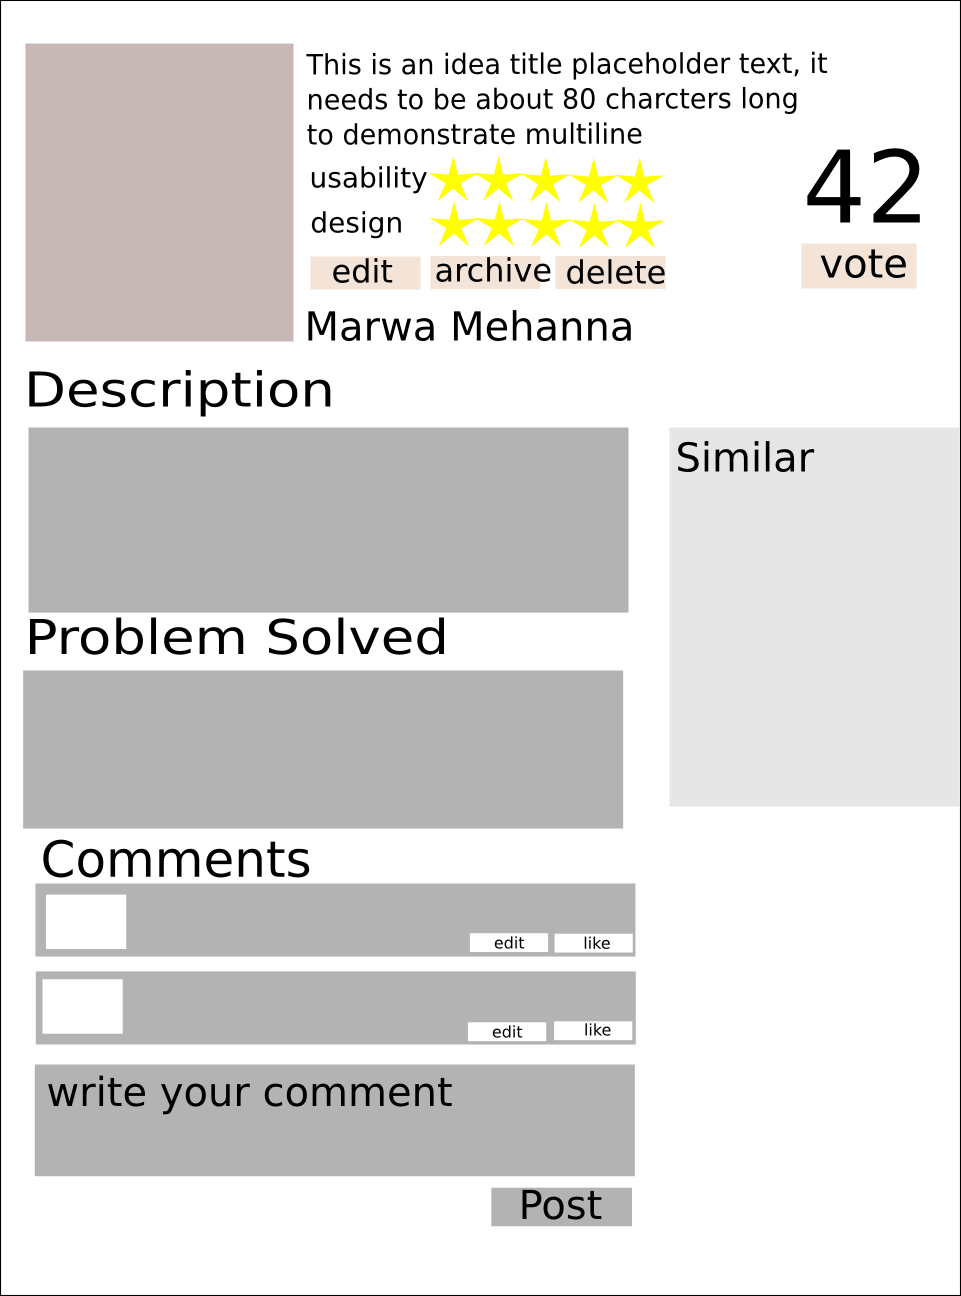 This is an idea title placeholder text, it
needs to be about 80 charcters long
to demonstrate multiline
usability
design
42
edit archive delete
vote
Marwa Mehanna
Description
Similar
Problem Solved
Comments
edit like
edit like
write your comment
Post